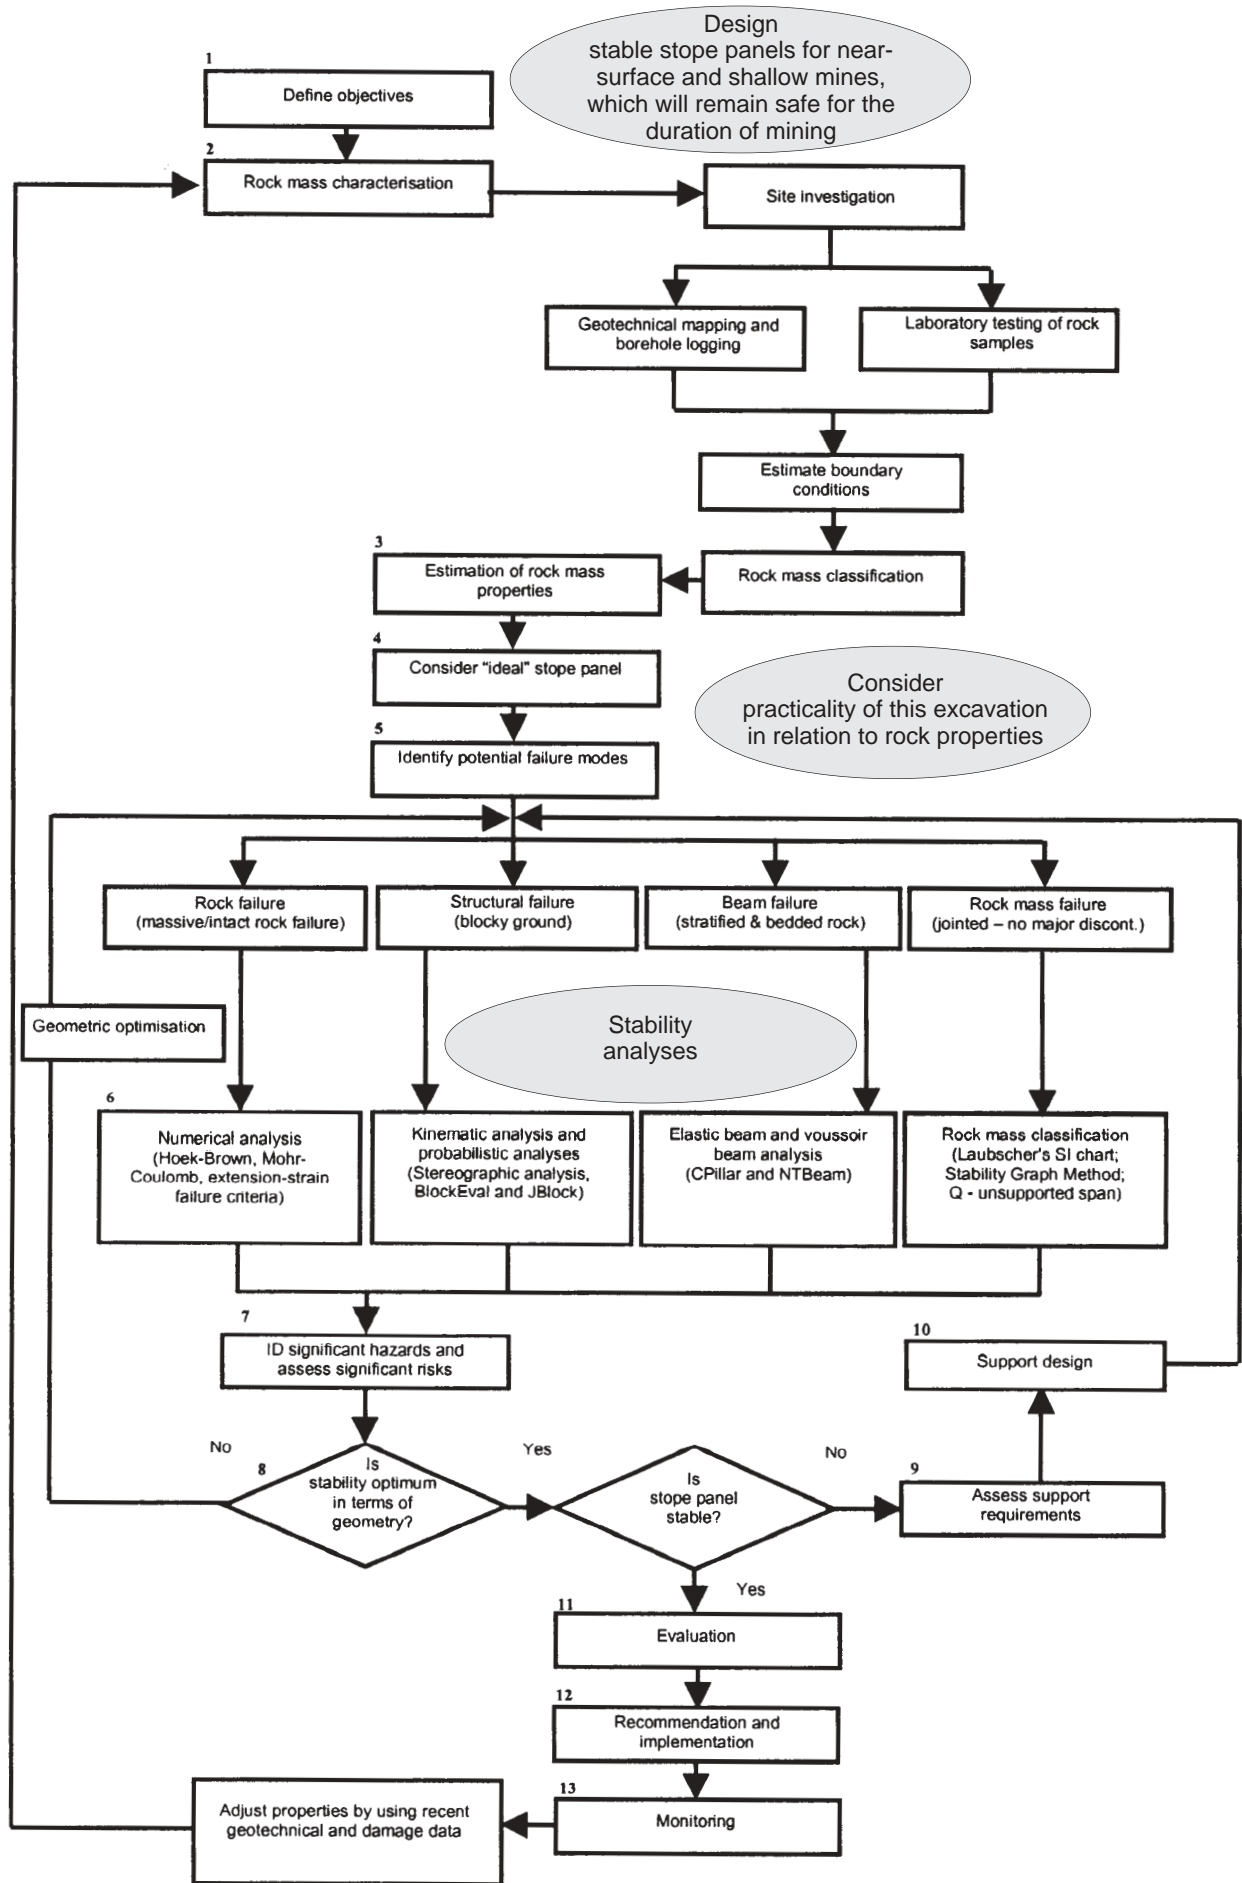 Design
stable stope panels for near-
surface and shallow mines,
which will remain safe for the
duration of mining
1
Define objectives
2
Rock mass characterisation
Site investigation
Geotechnical mapping and
borehole logging
Laboratory testing of rock
samples
Estimate boundary
conditions
Rock mass classification
3
Estimation of rock mass
properties
4
Consider "ideal" stope panel
Consider
practicality of this excavation
in relation to rock properties
5
Identify potential failure modes
Rock failure
(massive/intact rock failure)
Structural failure
(blocky ground)
Beam failure
(stratified & bedded rock)
Rock mass failure
(jointed – no major discont.)
Geometric optimisation
Stability
analyses
6
Numerical analysis
(Hoek-Brown, Mohr-
Coulomb, extension-strain
failure criteria)
Kinematic analysis and
probabilistic analyses
(Stereographic analysis,
BlockEval and JBlock)
Elastic beam and voussoir
beam analysis
(CPillar and NTBeam)
Rock mass classification
(Laubscher's SI chart;
Stability Graph Method;
Q - unsupported span)
7
ID significant hazards and
assess significant risks
10
Support design
No
8
Is
stability optimum
in terms of
geometry?
Yes
Is
stope panel
stable?
No
9
Assess support
requirements
Yes
11
Evaluation
12
Recommendation and
implementation
13
Monitoring
Adjust properties by using recent
geotechnical and damage data